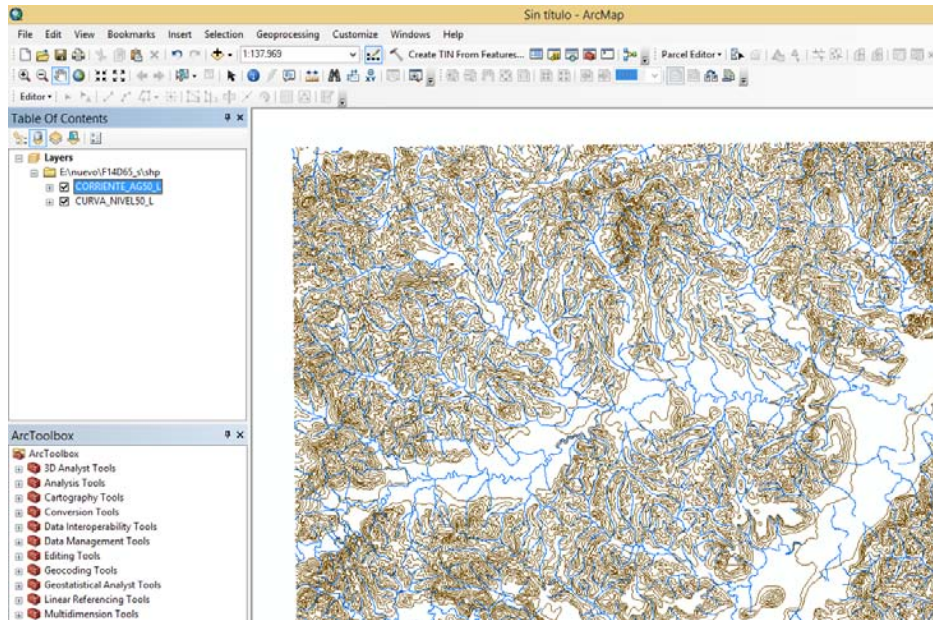 Sin título - ArcMap
File Edit View Bookmarks Insert Selection Geoprocessing Customize Windows Help
1:137.969 Create TIN From Features... Parcel Editor
Editor
Table Of Contents
Layers
E:\nuevo\F14D65_s\shp
CORRIENTE_AG50_L
CURVA_NIVEL50_L
ArcToolbox
ArcToolbox
3D Analyst Tools
Analysis Tools
Cartography Tools
Conversion Tools
Data Interoperability Tools
Data Management Tools
Editing Tools
Geocoding Tools
Geostatistical Analyst Tools
Linear Referencing Tools
Multidimension Tools